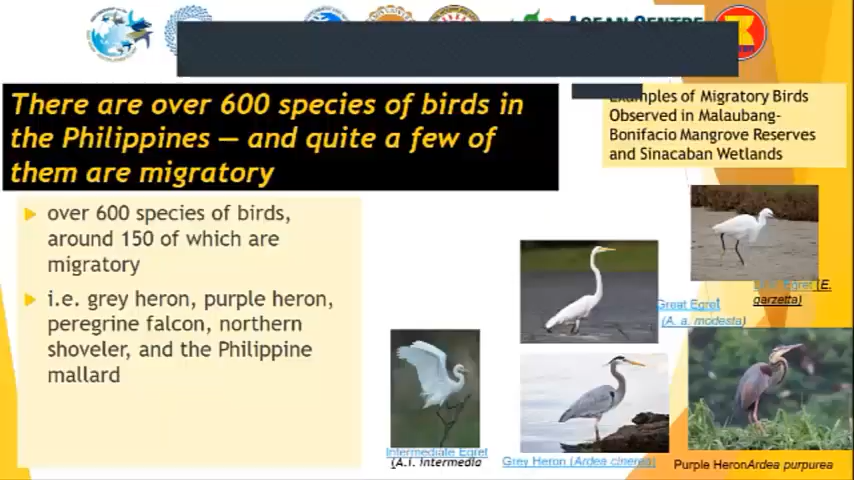 ASEAN CENTRE
There are over 600 species of birds in
the Philippines — and quite a few of
them are migratory
Examples of Migratory Birds
Observed in Malaubang-
Bonifacio Mangrove Reserves
and Sinacaban Wetlands
over 600 species of birds,
around 150 of which are
migratory
i.e. grey heron, purple heron,
peregrine falcon, northern
shoveler, and the Philippine
mallard
Egret (E.
garzetta)
Great Egret
(A. a. modesta)
Intermediate Egret
(A.i. intermedia
Grey Heron (Ardea cinerea)
Purple HeronArdea purpurea